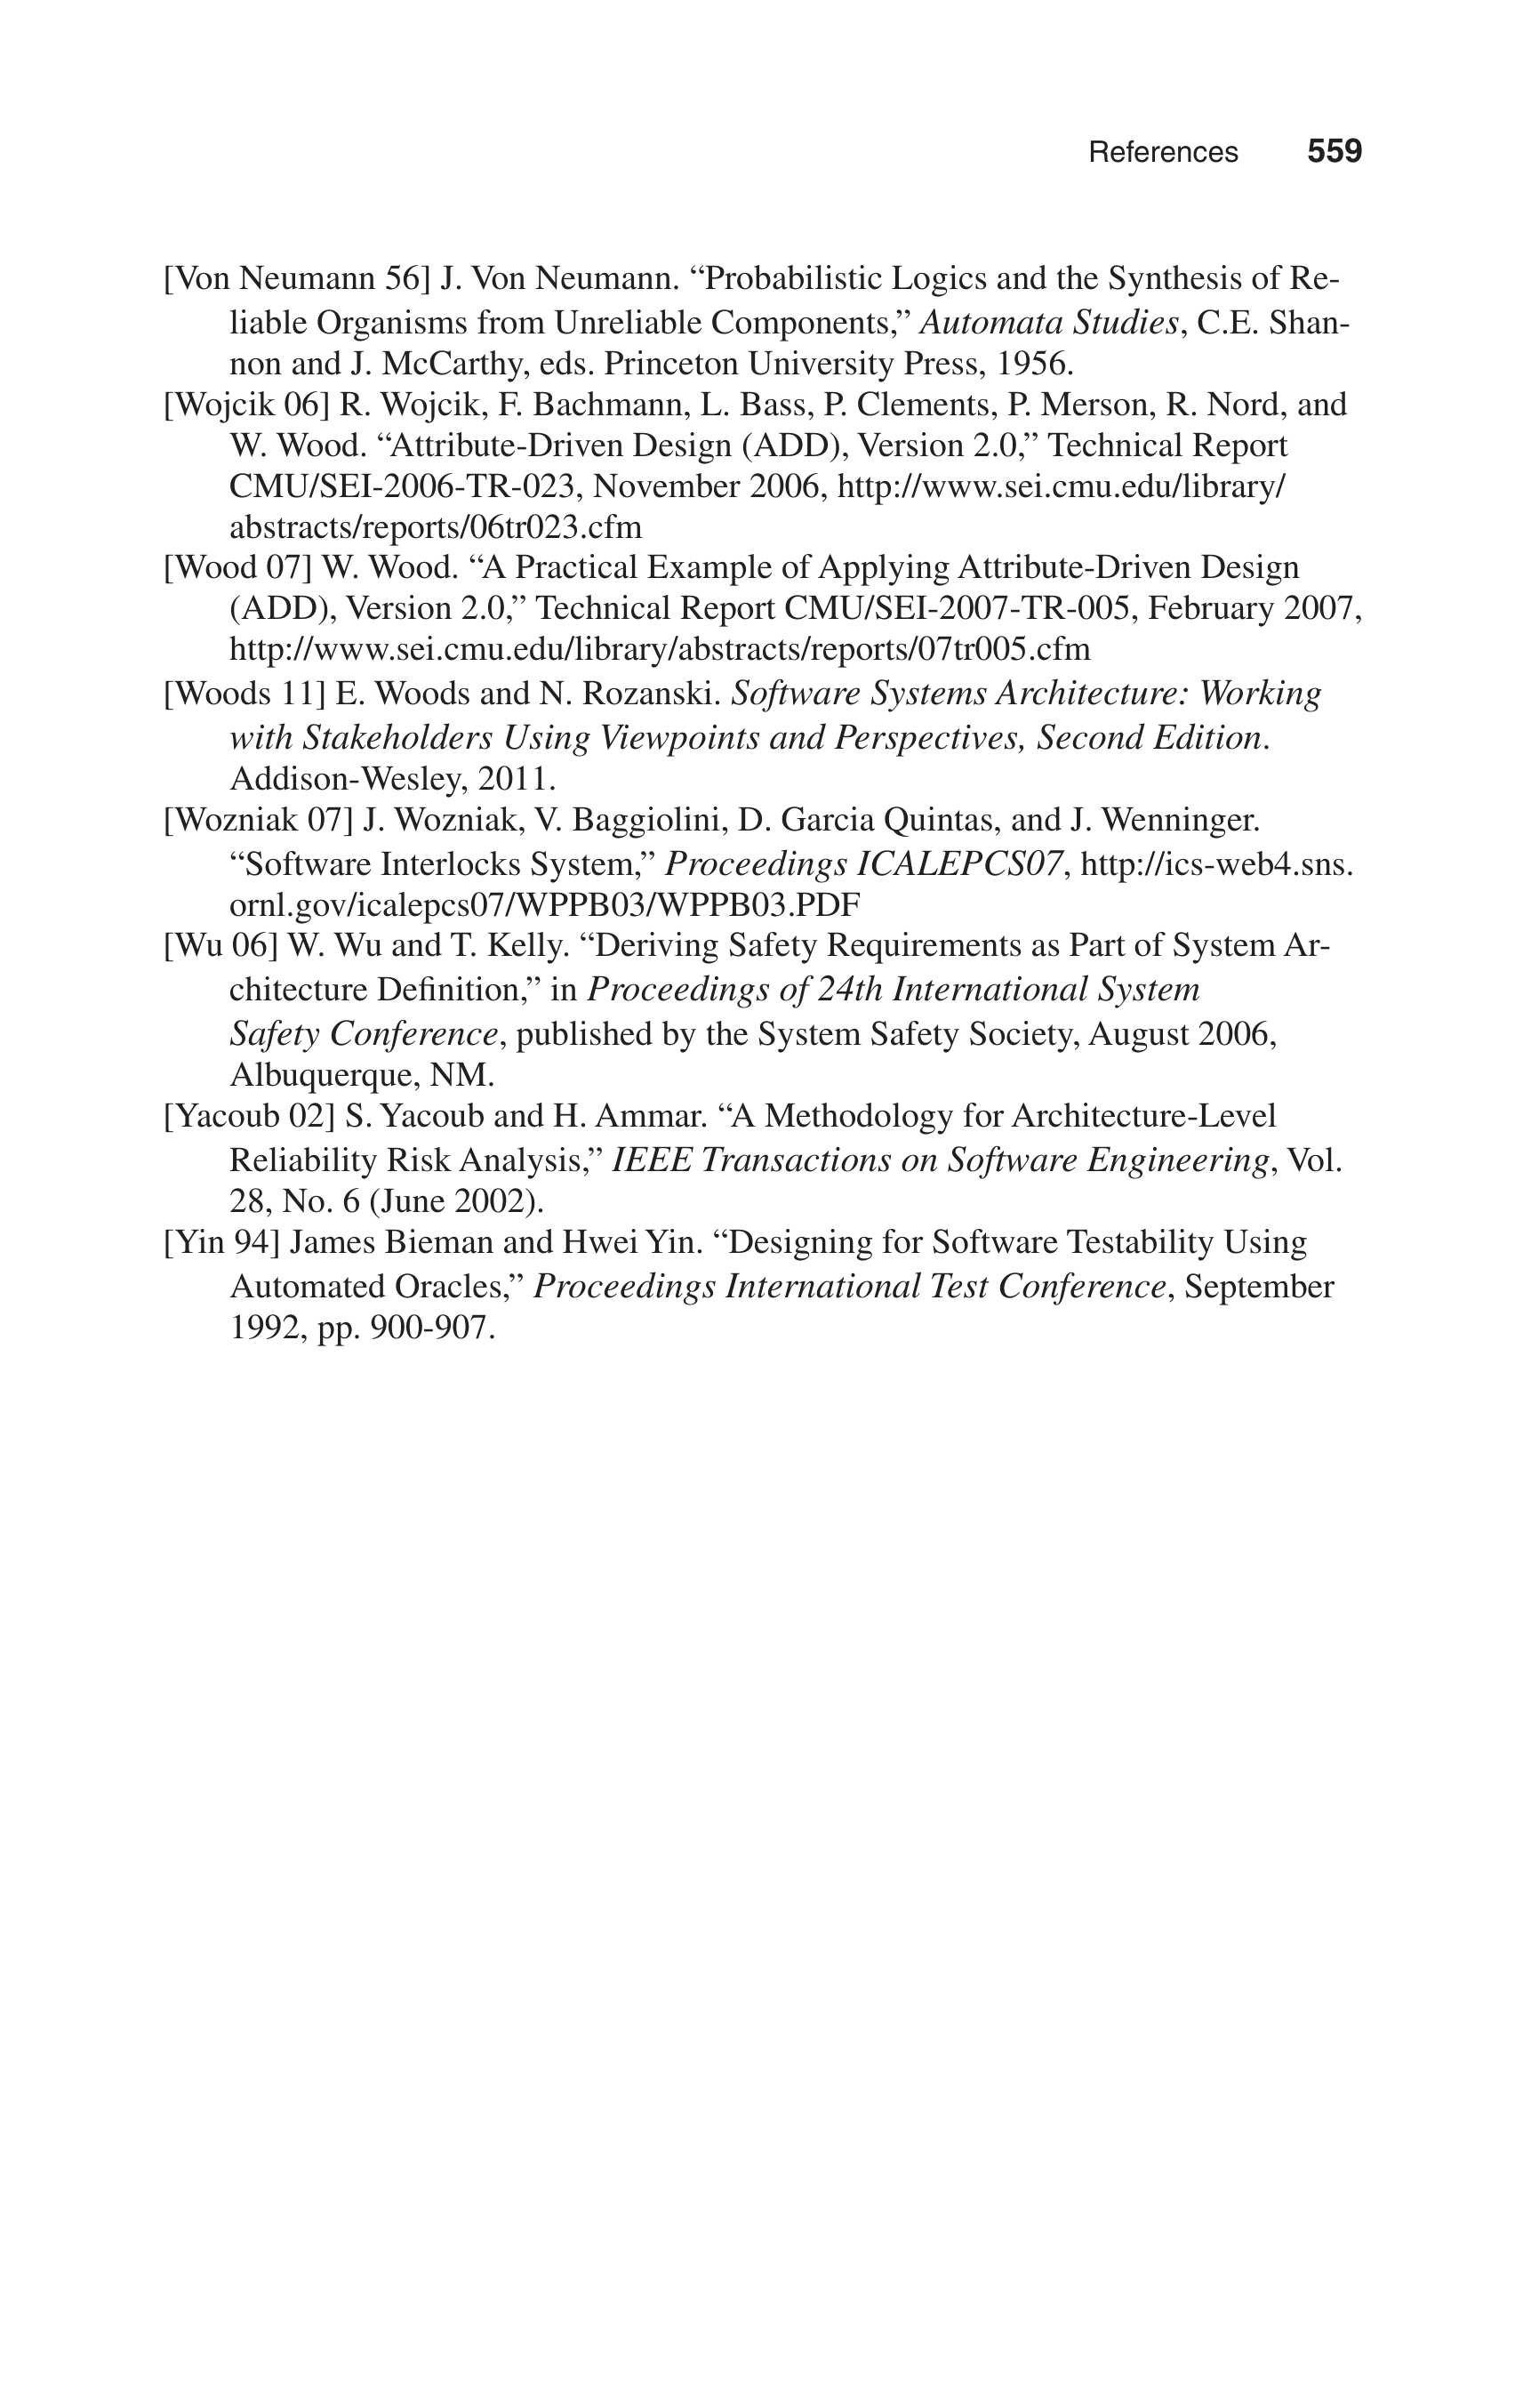 References 559
[Von Neumann 56] J. Von Neumann. “Probabilistic Logics and the Synthesis of Re-
liable Organisms from Unreliable Components,” Automata Studies, C.E. Shan-
non and J. McCarthy, eds. Princeton University Press, 1956.
[Wojcik 06] R. Wojcik, F. Bachmann, L. Bass, P. Clements, P. Merson, R. Nord, and
W. Wood. “Attribute-Driven Design (ADD), Version 2.0,” Technical Report
CMU/SEI-2006-TR-023, November 2006, http://www.sei.cmu.edu/library/
abstracts/reports/06tr023.cfm
[Wood 07] W. Wood. “A Practical Example of Applying Attribute-Driven Design
(ADD), Version 2.0,” Technical Report CMU/SEI-2007-TR-005, February 2007,
http://www.sei.cmu.edu/library/abstracts/reports/07tr005.cfm
[Woods 11] E. Woods and N. Rozanski. Software Systems Architecture: Working
with Stakeholders Using Viewpoints and Perspectives, Second Edition.
Addison-Wesley, 2011.
[Wozniak 07] J. Wozniak, V. Baggiolini, D. Garcia Quintas, and J. Wenninger.
“Software Interlocks System,” Proceedings ICALEPCS07, http://ics-web4.sns.
ornl.gov/icalepcs07/WPPB03/WPPB03.PDF
[Wu 06] W. Wu and T. Kelly. “Deriving Safety Requirements as Part of System Ar-
chitecture Definition,” in Proceedings of 24th International System
Safety Conference, published by the System Safety Society, August 2006,
Albuquerque, NM.
[Yacoub 02] S. Yacoub and H. Ammar. “A Methodology for Architecture-Level
Reliability Risk Analysis,” IEEE Transactions on Software Engineering, Vol.
28, No. 6 (June 2002).
[Yin 94] James Bieman and Hwei Yin. “Designing for Software Testability Using
Automated Oracles,” Proceedings International Test Conference, September
1992, pp. 900-907.